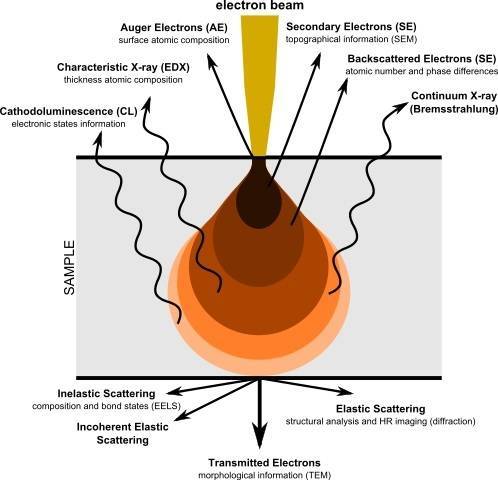 electron beam
Auger Electrons (AE)
surface atomic composition
Secondary Electrons (SE)
topographical information (SEM)
Characteristic X-ray (EDX)
thickness atomic composition
Backscattered Electrons (SE)
atomic number and phase differences
Cathodoluminescence (CL)
electronic states information
Continuum X-ray
(Bremsstrahlung)
SAMPLE
Inelastic Scattering
composition and bond states (EELS)
Incoherent Elastic
Scattering
Elastic Scattering
structural analysis and HR imaging (diffraction)
Transmitted Electrons
morphological information (TEM)